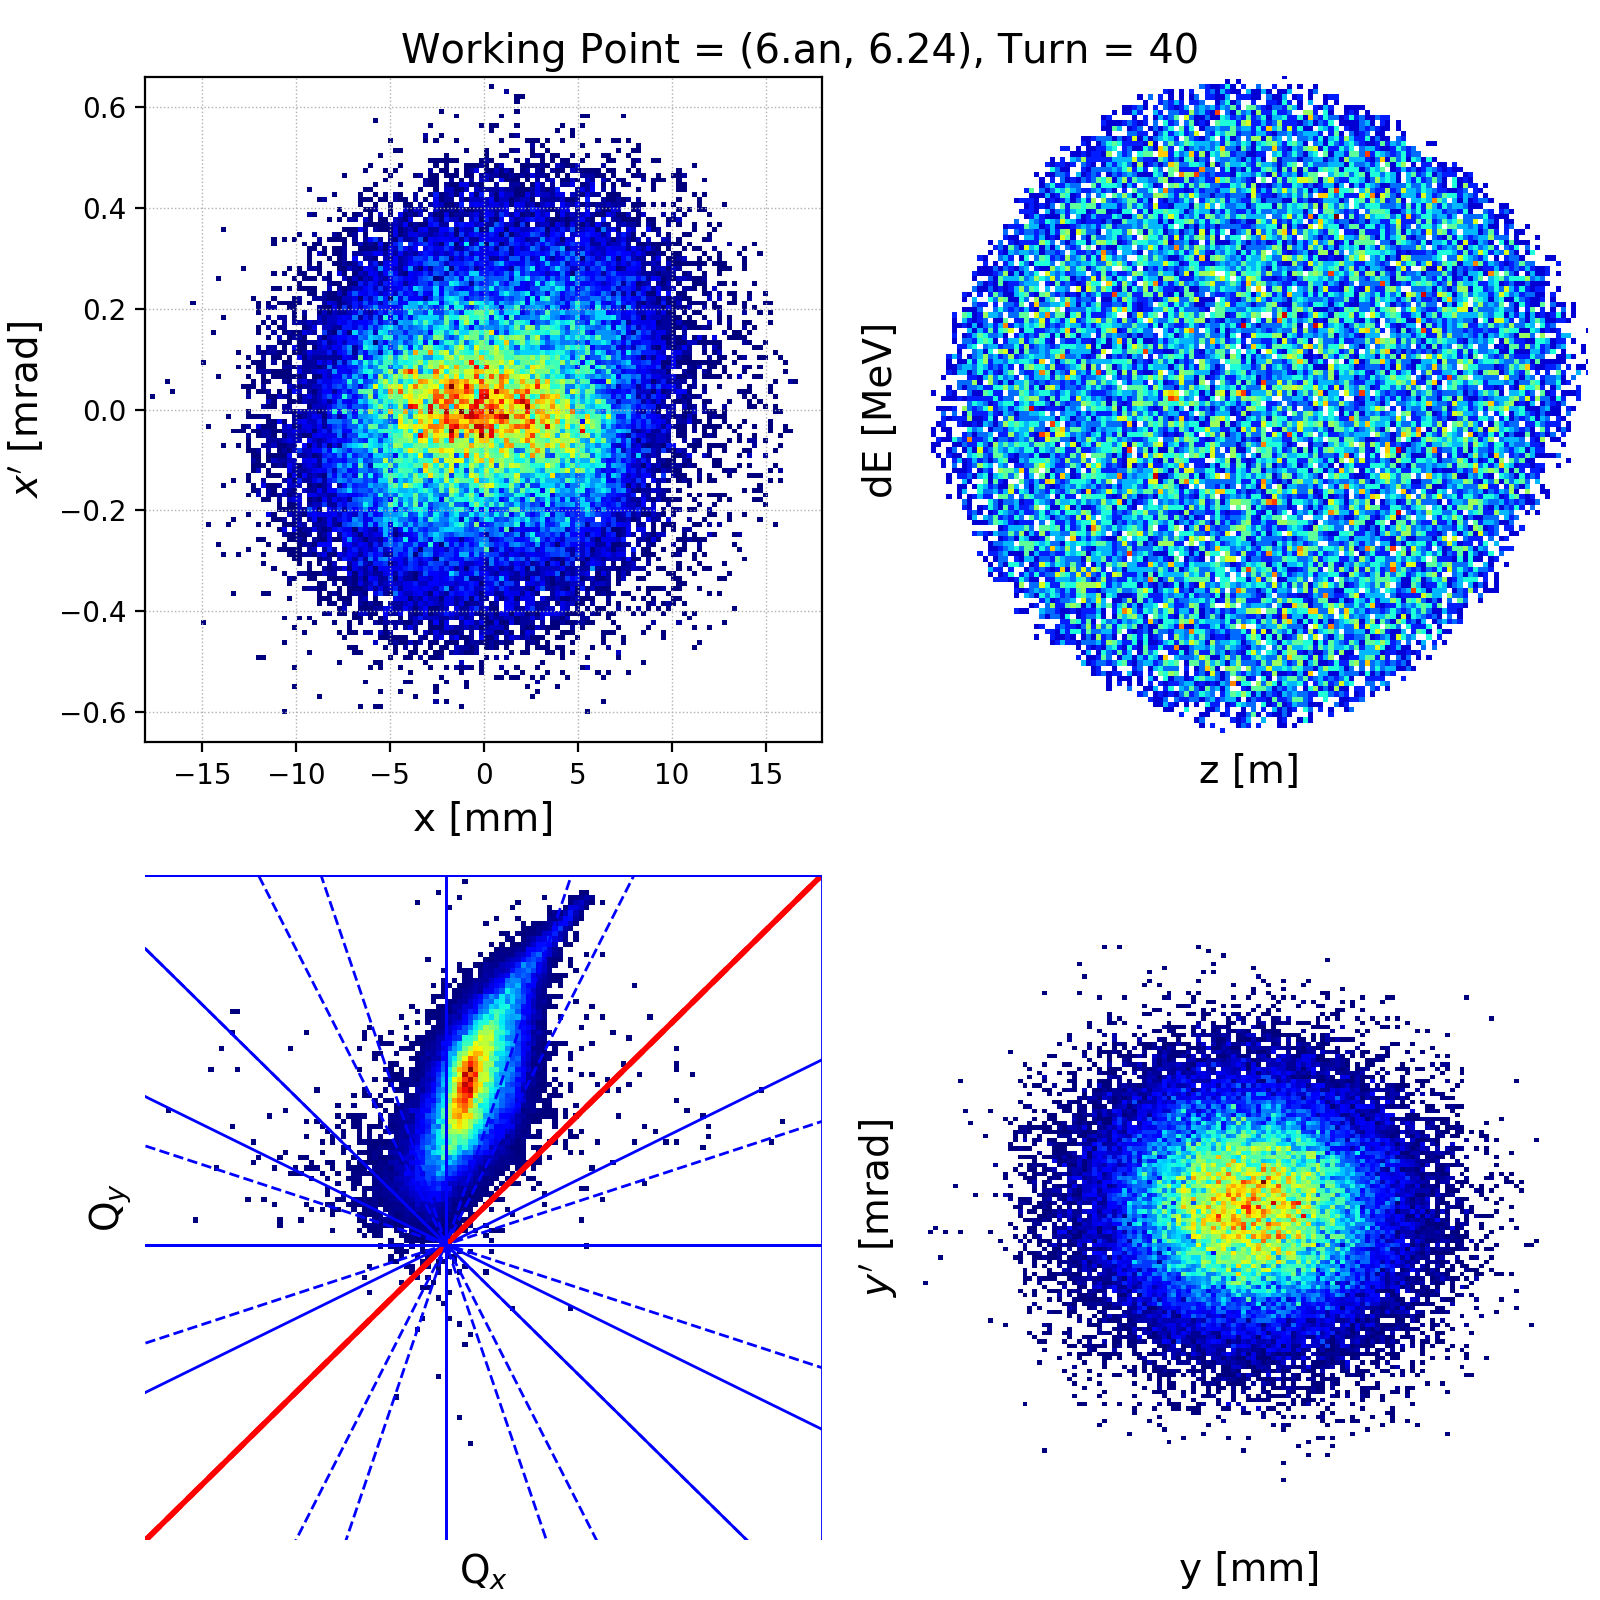 Working Point = (6.an, 6.24), Turn = 40
0.6
0.4
0.2
0.0
−0.2
−0.4
−0.6
x′ [mrad]
−15 −10 −5 0 5 10 15
x [mm]
dE [MeV]
z [m]
Qy
Qx
y′ [mrad]
y [mm]